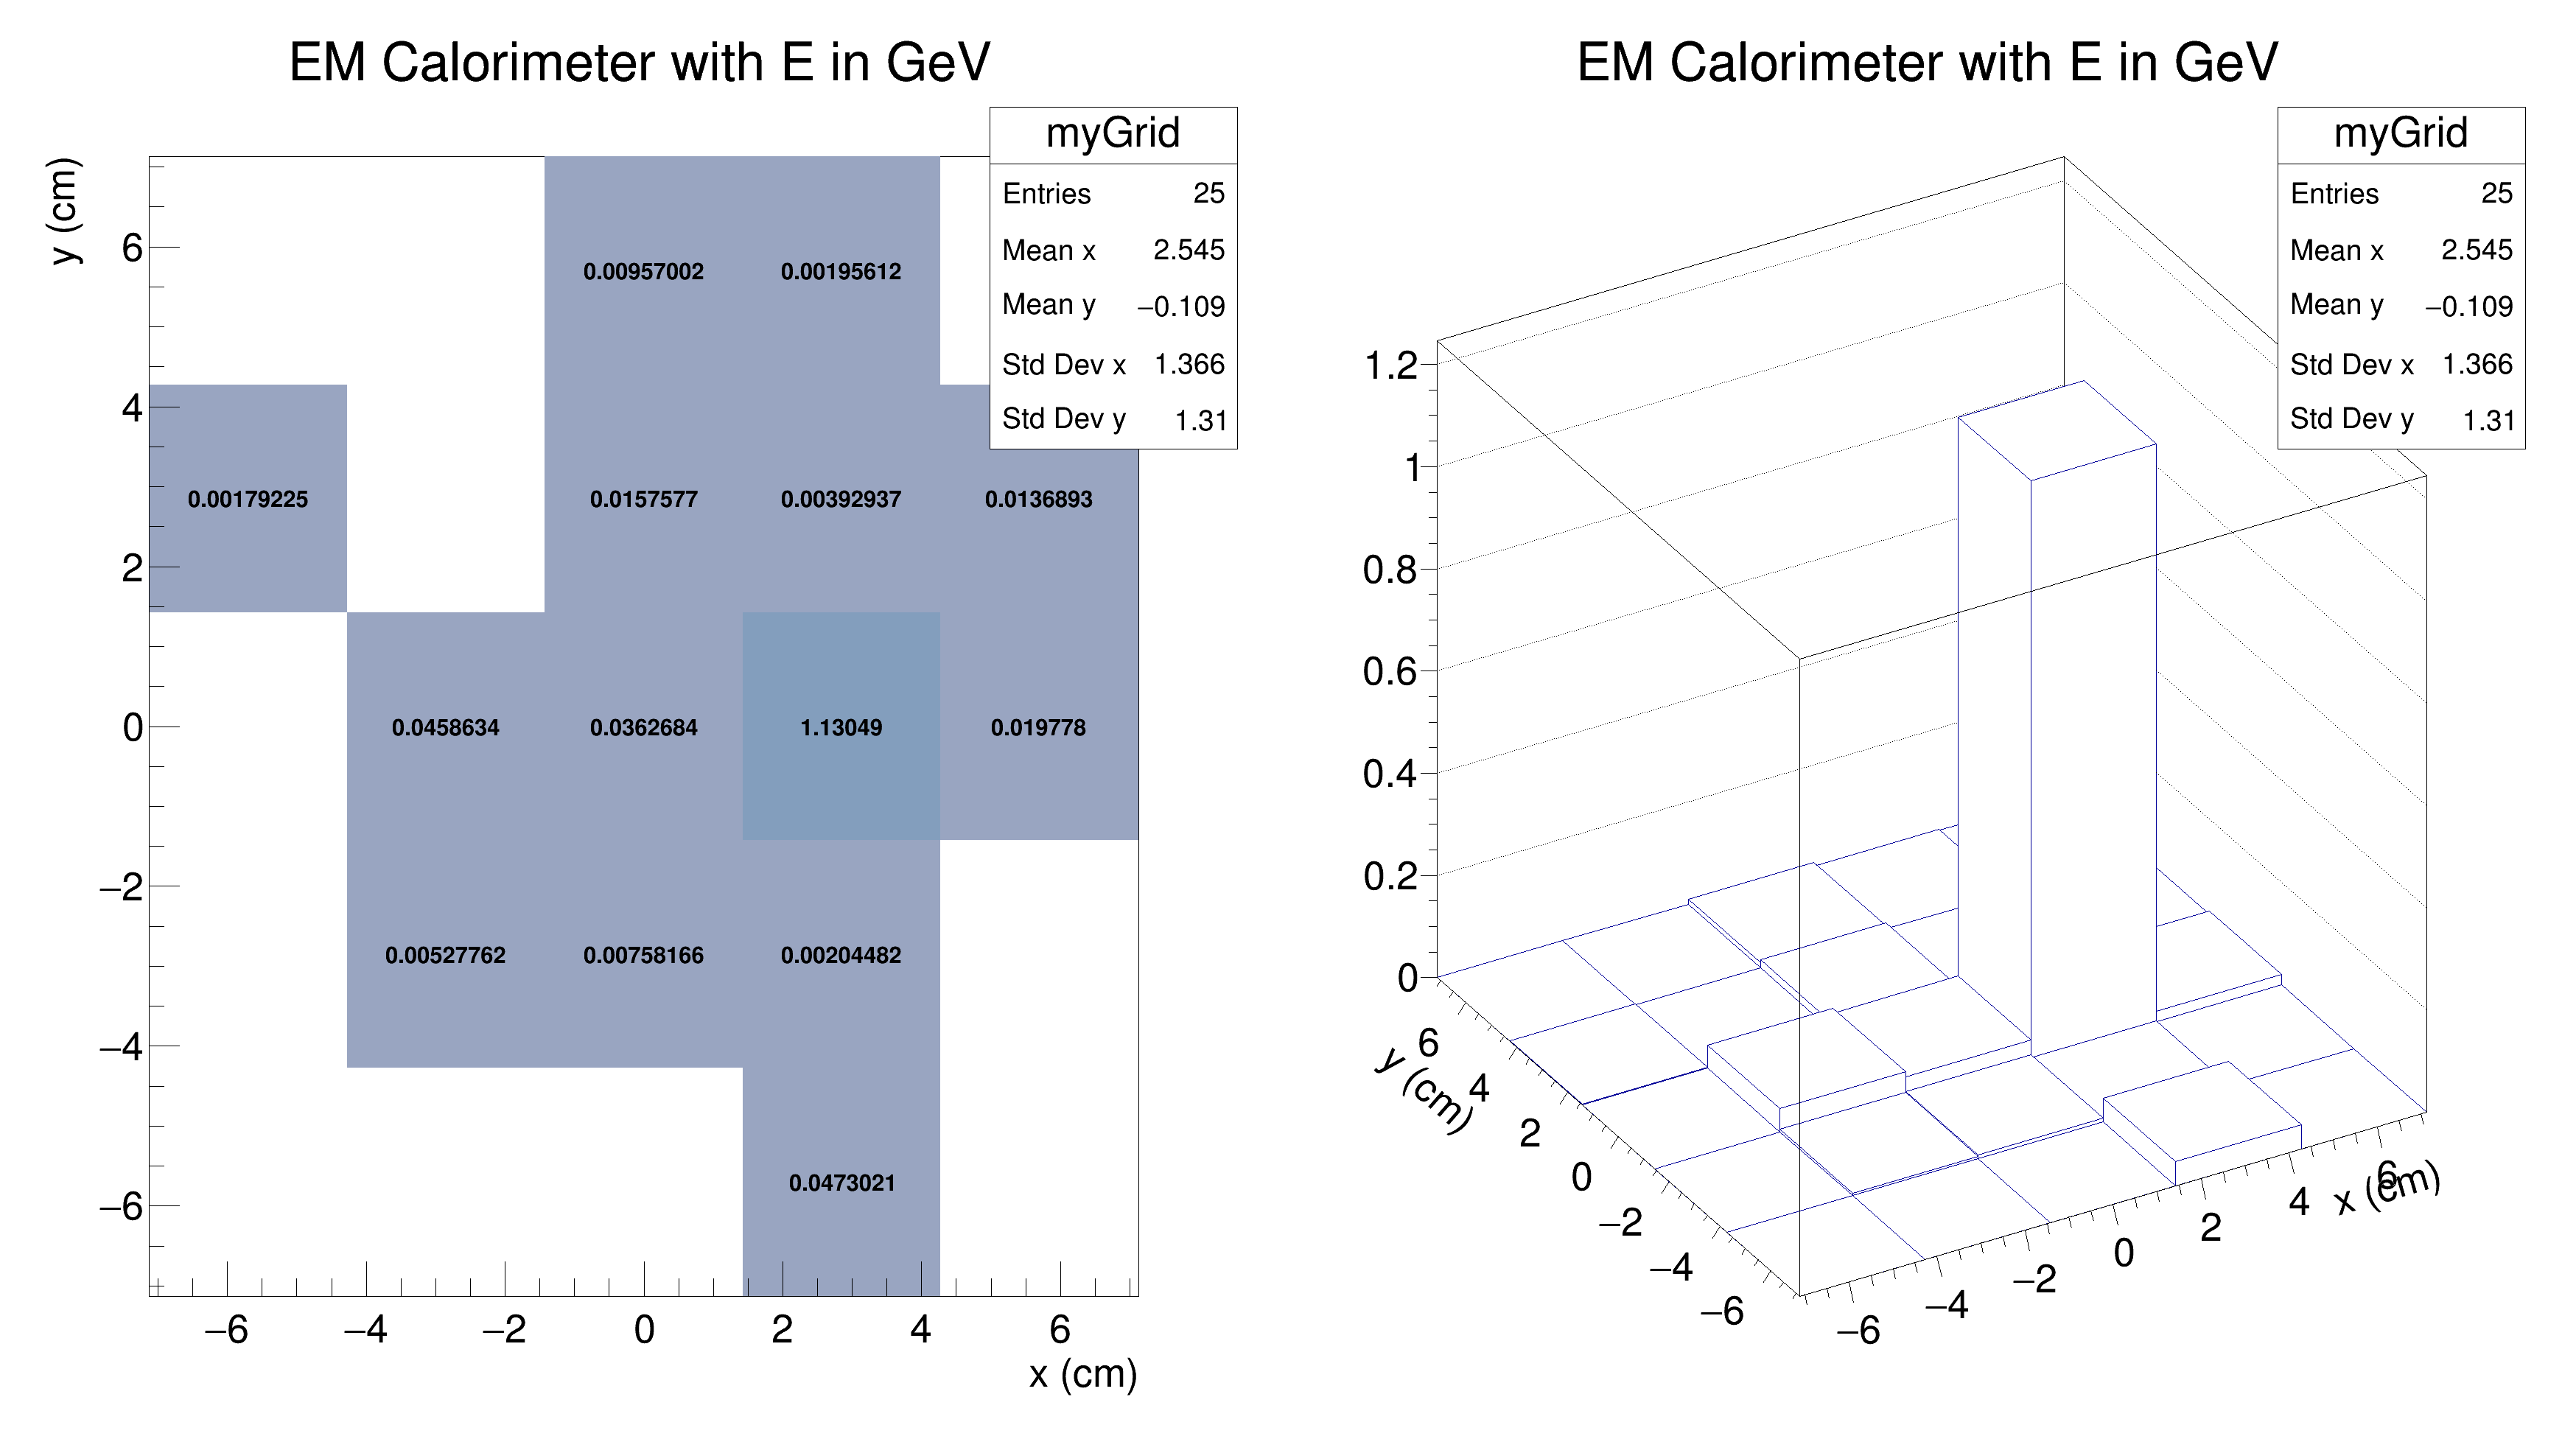 EM Calorimeter with E in GeV
myGrid
Entries 25
Mean x 2.545
Mean y −0.109
Std Dev x 1.366
Std Dev y 1.31
y (cm)
6
4
2
0
−2
−4
−6
0.00957002 0.00195612
0.00179225 0.0157577 0.00392937 0.0136893
0.0458634 0.0362684 1.13049 0.019778
0.00527762 0.00758166 0.00204482
0.0473021
−6 −4 −2 0 2 4 6
x (cm)
EM Calorimeter with E in GeV
myGrid
Entries 25
Mean x 2.545
Mean y −0.109
Std Dev x 1.366
Std Dev y 1.31
1.2
1
0.8
0.6
0.4
0.2
0
6
4
2
0
−2
−4
−6
y (cm)
−6
−4
−2
0
2
4
6
x (cm)